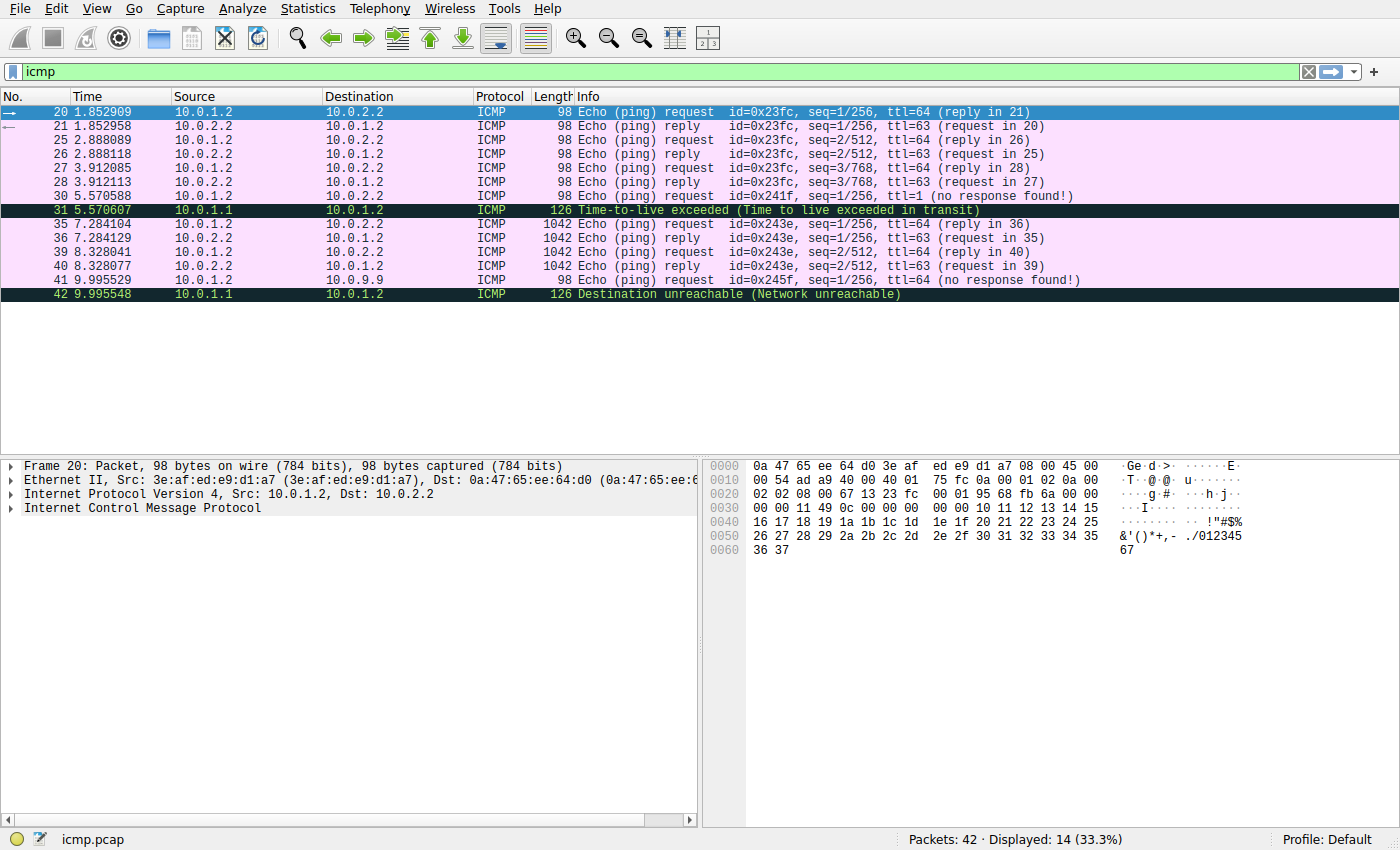 File Edit View Go Capture Analyze Statistics Telephony Wireless Tools Help
icmp
No. Time Source Destination Protocol Length Info
20 1.852909 10.0.1.2 10.0.2.2 ICMP 98 Echo (ping) request id=0x23fc, seq=1/256, ttl=64 (reply in 21)
21 1.852958 10.0.2.2 10.0.1.2 ICMP 98 Echo (ping) reply id=0x23fc, seq=1/256, ttl=63 (request in 20)
25 2.888089 10.0.1.2 10.0.2.2 ICMP 98 Echo (ping) request id=0x23fc, seq=2/512, ttl=64 (reply in 26)
26 2.888118 10.0.2.2 10.0.1.2 ICMP 98 Echo (ping) reply id=0x23fc, seq=2/512, ttl=63 (request in 25)
27 3.912085 10.0.1.2 10.0.2.2 ICMP 98 Echo (ping) request id=0x23fc, seq=3/768, ttl=64 (reply in 28)
28 3.912113 10.0.2.2 10.0.1.2 ICMP 98 Echo (ping) reply id=0x23fc, seq=3/768, ttl=63 (request in 27)
30 5.570588 10.0.1.2 10.0.2.2 ICMP 98 Echo (ping) request id=0x241f, seq=1/256, ttl=1 (no response found!)
31 5.570607 10.0.1.1 10.0.1.2 ICMP 126 Time-to-live exceeded (Time to live exceeded in transit)
35 7.284104 10.0.1.2 10.0.2.2 ICMP 1042 Echo (ping) request id=0x243e, seq=1/256, ttl=64 (reply in 36)
36 7.284129 10.0.2.2 10.0.1.2 ICMP 1042 Echo (ping) reply id=0x243e, seq=1/256, ttl=63 (request in 35)
39 8.328041 10.0.1.2 10.0.2.2 ICMP 1042 Echo (ping) request id=0x243e, seq=2/512, ttl=64 (reply in 40)
40 8.328077 10.0.2.2 10.0.1.2 ICMP 1042 Echo (ping) reply id=0x243e, seq=2/512, ttl=63 (request in 39)
41 9.995529 10.0.1.2 10.0.9.9 ICMP 98 Echo (ping) request id=0x245f, seq=1/256, ttl=64 (no response found!)
42 9.995548 10.0.1.1 10.0.1.2 ICMP 126 Destination unreachable (Network unreachable)
Frame 20: Packet, 98 bytes on wire (784 bits), 98 bytes captured (784 bits)
Ethernet II, Src: 3e:af:ed:e9:d1:a7 (3e:af:ed:e9:d1:a7), Dst: 0a:47:65:ee:64:d0 (0a:47:65:ee:6
Internet Protocol Version 4, Src: 10.0.1.2, Dst: 10.0.2.2
Internet Control Message Protocol
0000 0a 47 65 ee 64 d0 3e af ed e9 d1 a7 08 00 45 00 ·Ge·d·>· ······E·
0010 00 54 ad a9 40 00 40 01 75 fc 0a 00 01 02 0a 00 ·T··@·@· u·······
0020 02 02 08 00 67 13 23 fc 00 01 95 68 fb 6a 00 00 ····g·#· ···h·j··
0030 00 00 11 49 0c 00 00 00 00 00 10 11 12 13 14 15 ···I···· ········
0040 16 17 18 19 1a 1b 1c 1d 1e 1f 20 21 22 23 24 25 ········ ·· !"#$%
0050 26 27 28 29 2a 2b 2c 2d 2e 2f 30 31 32 33 34 35 &'()*+,- ./012345
0060 36 37 67
icmp.pcap Packets: 42 · Displayed: 14 (33.3%) Profile: Default